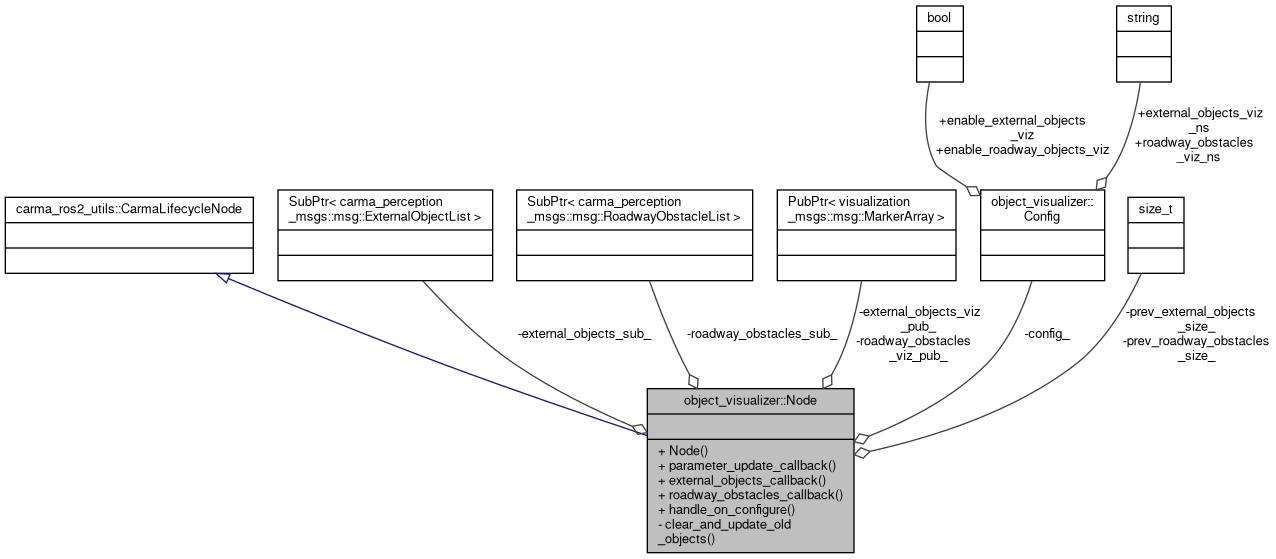 bool
string
+enable_external_objects
_viz
+enable_roadway_objects_viz
+external_objects_viz
_ns
+roadway_obstacles
_viz_ns
carma_ros2_utils::CarmaLifecycleNode
SubPtr< carma_perception
_msgs::msg::ExternalObjectList >
SubPtr< carma_perception
_msgs::msg::RoadwayObstacleList >
PubPtr< visualization
_msgs::msg::MarkerArray >
object_visualizer::
Config
size_t
-external_objects_sub_
-roadway_obstacles_sub_
-external_objects_viz
_pub_
-roadway_obstacles
_viz_pub_
-config_
-prev_external_objects
_size_
-prev_roadway_obstacles
_size_
object_visualizer::Node
+ Node()
+ parameter_update_callback()
+ external_objects_callback()
+ roadway_obstacles_callback()
+ handle_on_configure()
- clear_and_update_old
_objects()